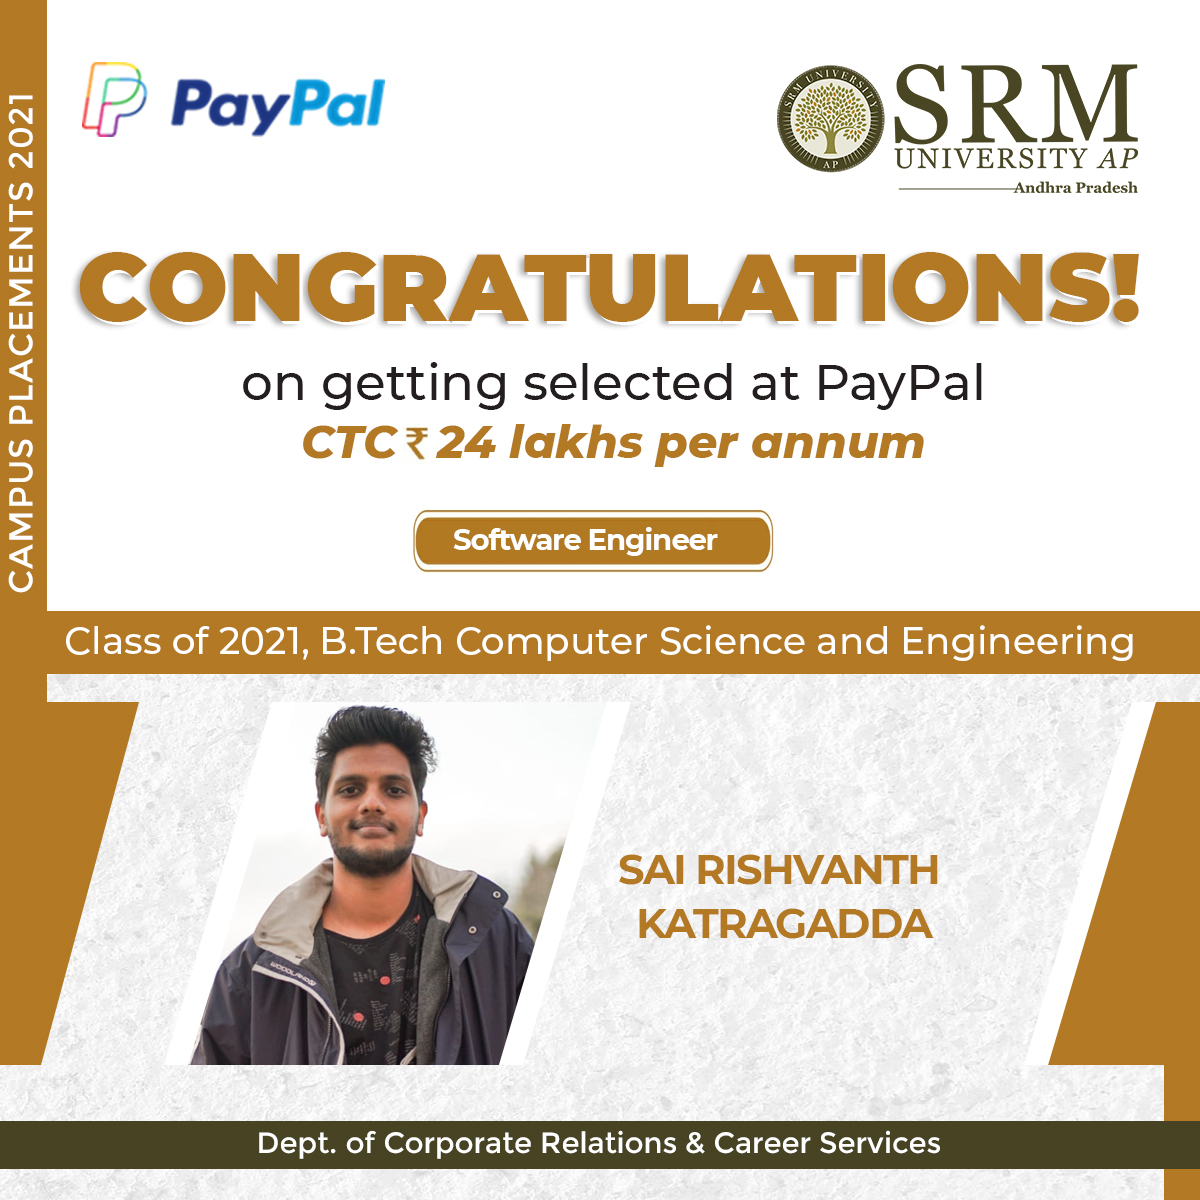 CAMPUS PLACEMENTS 2021
PayPal
SRM UNIVERSITY
AP
SRM
UNIVERSITY AP
Andhra Pradesh
CONGRATULATIONS!
on getting selected at PayPal
CTC ₹ 24 lakhs per annum
Software Engineer
Class of 2021, B.Tech Computer Science and Engineering
SAI RISHVANTH
KATRAGADDA
WOODLANDS
Dept. of Corporate Relations & Career Services